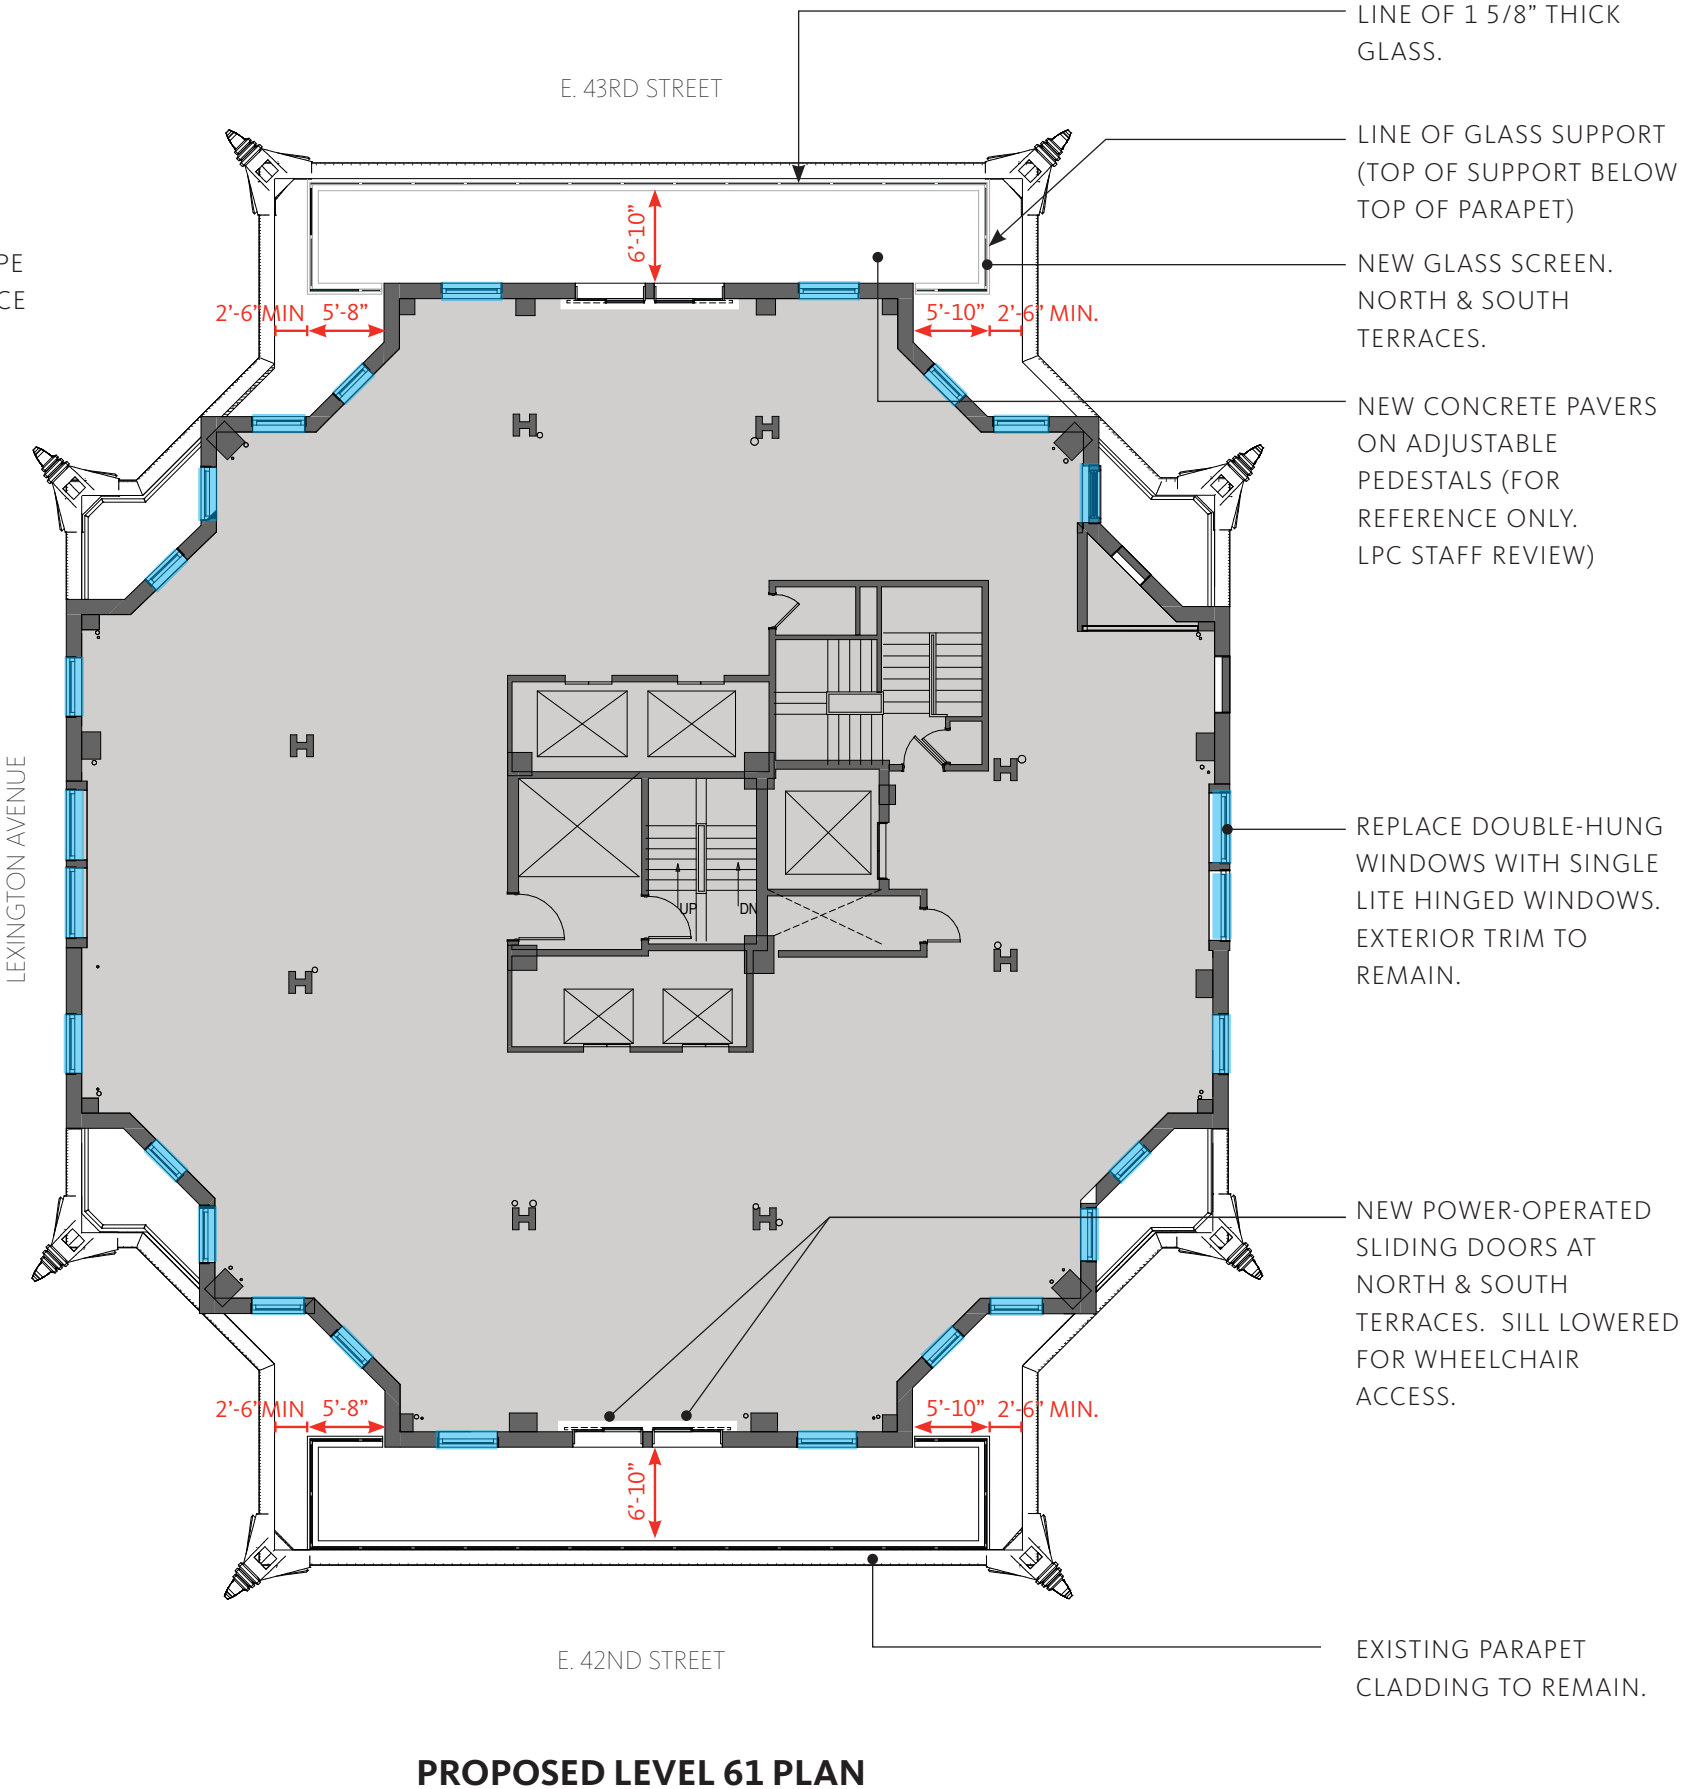 LINE OF 1 5/8” THICK
GLASS.
E. 43RD STREET
LINE OF GLASS SUPPORT
(TOP OF SUPPORT BELOW
TOP OF PARAPET)
PE
CE
NEW GLASS SCREEN.
NORTH & SOUTH
TERRACES.
6’-10”
2’-6” MIN
5’-8”
5’-10”
2’-6” MIN.
NEW CONCRETE PAVERS
ON ADJUSTABLE
PEDESTALS (FOR
REFERENCE ONLY.
LPC STAFF REVIEW)
LEXINGTON AVENUE
UP
DN
REPLACE DOUBLE-HUNG
WINDOWS WITH SINGLE
LITE HINGED WINDOWS.
EXTERIOR TRIM TO
REMAIN.
NEW POWER-OPERATED
SLIDING DOORS AT
NORTH & SOUTH
TERRACES.  SILL LOWERED
FOR WHEELCHAIR
ACCESS.
2’-6” MIN
5’-8”
5’-10”
2’-6” MIN.
6’-10”
E. 42ND STREET
EXISTING PARAPET
CLADDING TO REMAIN.
PROPOSED LEVEL 61 PLAN